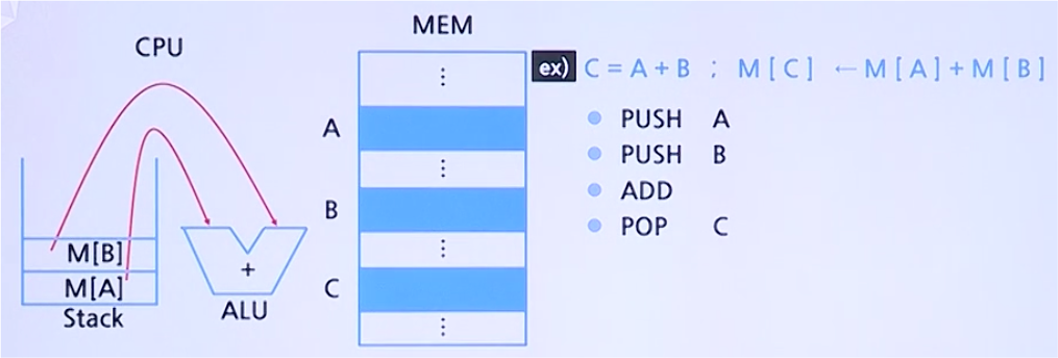 CPU
MEM
ex) C = A + B ; M [ C ] ← M [ A ] + M [ B ]
A
B
C
PUSH A
PUSH B
ADD
POP C
M[B]
M[A]
Stack
+
ALU